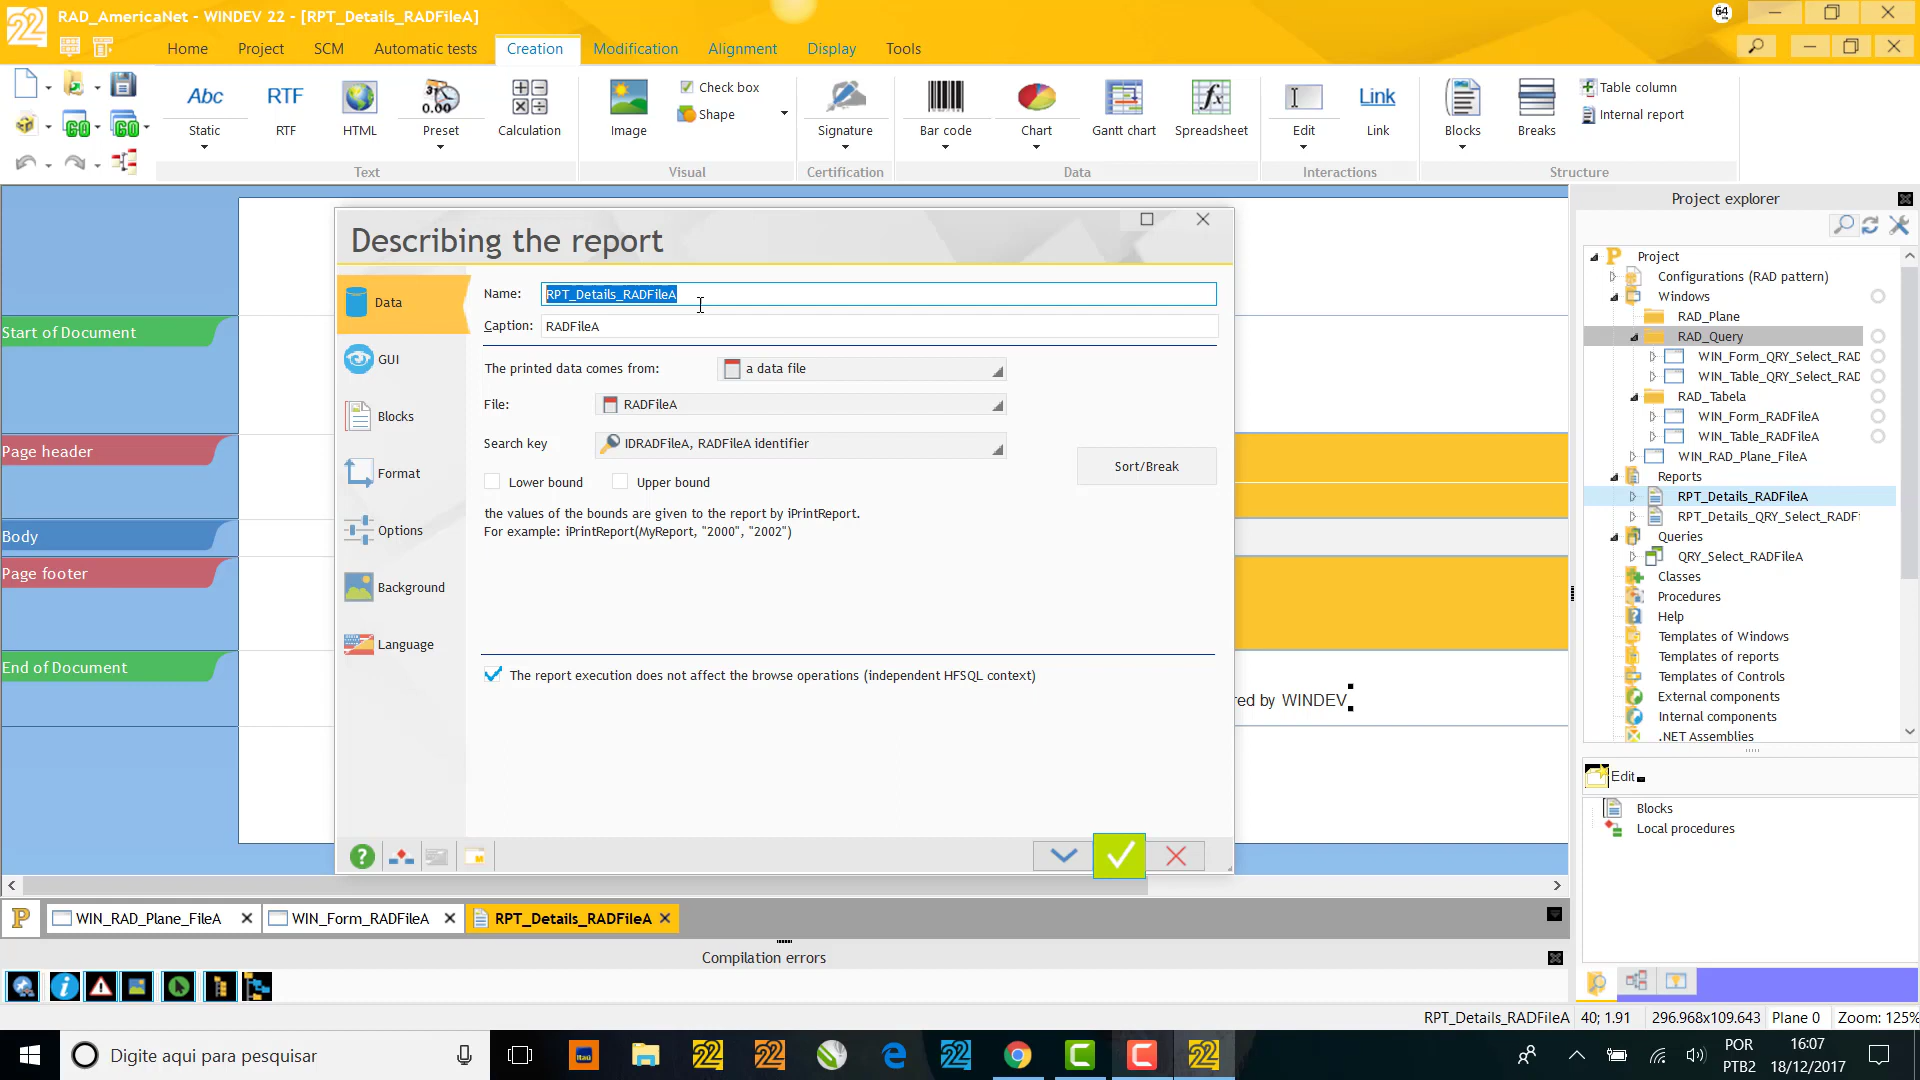 RAD_AmericaNet - WINDEV 22 - [RPT_Details_RADFileA]
64
Home Project SCM Automatic tests Creation Modification Alignment Display Tools
Abc RTF 0.00 Check box Shape Link Table column Internal report
Static RTF HTML Preset Calculation Image Signature Bar code Chart Gantt chart Spreadsheet Edit Link Blocks Breaks
Text Visual Certification Data Interactions Structure
Start of Document
Page header
Body
Page footer
End of Document
Describing the report
Data
GUI
Blocks
Format
Options
Background
Language
Name: RPT_Details_RADFileA
Caption: RADFileA
The printed data comes from: a data file
File: RADFileA
Search key IDRADFileA, RADFileA identifier
Sort/Break
Lower bound Upper bound
the values of the bounds are given to the report by iPrintReport.
For example: iPrintReport(MyReport, "2000", "2002")
The report execution does not affect the browse operations (independent HFSQL context)
red by WINDEV
Project explorer
Project
Configurations (RAD pattern)
Windows
RAD_Plane
RAD_Query
WIN_Form_QRY_Select_RAD
WIN_Table_QRY_Select_RAD
RAD_Tabela
WIN_Form_RADFileA
WIN_Table_RADFileA
WIN_RAD_Plane_FileA
Reports
RPT_Details_RADFileA
RPT_Details_QRY_Select_RADF
Queries
QRY_Select_RADFileA
Classes
Procedures
Help
Templates of Windows
Templates of reports
Templates of Controls
External components
Internal components
.NET Assemblies
Edit
Blocks
Local procedures
WIN_RAD_Plane_FileA WIN_Form_RADFileA RPT_Details_RADFileA
Compilation errors
RPT_Details_RADFileA 40; 1.91 296.968x109.643 Plane 0 Zoom: 125%
Digite aqui para pesquisar
Itaú
22 22 22 22
POR
PTB2
16:07
18/12/2017